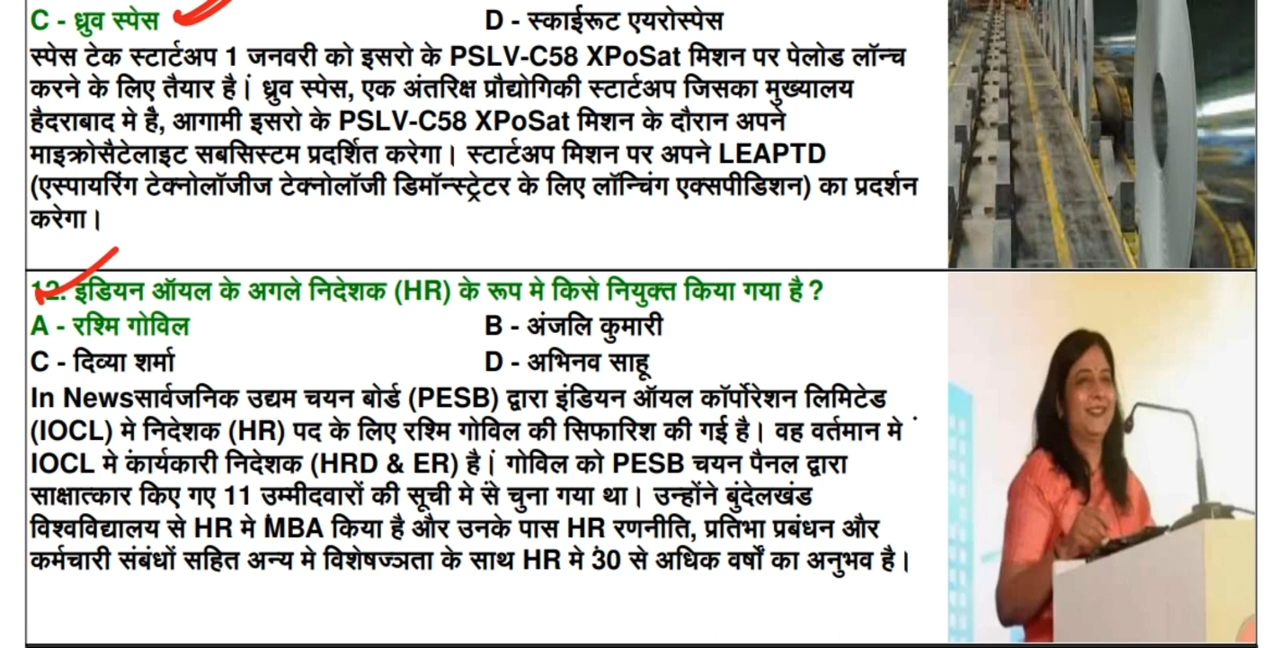 C - ध्रुव स्पेस D - स्काईरूट एयरोस्पेस
स्पेस टेक स्टार्टअप 1 जनवरी को इसरो के PSLV-C58 XPoSat मिशन पर पेलोड लॉन्च
करने के लिए तैयार है। ध्रुव स्पेस, एक अंतरिक्ष प्रौद्योगिकी स्टार्टअप जिसका मुख्यालय
हैदराबाद मे है, आगामी इसरो के PSLV-C58 XPoSat मिशन के दौरान अपने
माइक्रोसैटेलाइट सबसिस्टम प्रदर्शित करेगा। स्टार्टअप मिशन पर अपने LEAPTD
(एस्पायरिंग टेक्नोलॉजीज टेक्नोलॉजी डिमॉन्स्ट्रेटर के लिए लॉन्चिंग एक्सपीडिशन) का प्रदर्शन
करेगा।
12. इंडियन ऑयल के अगले निदेशक (HR) के रूप मे किसे नियुक्त किया गया है ?
A - रश्मि गोविल B - अंजलि कुमारी
C - दिव्या शर्मा D - अभिनव साहू
In Newsसार्वजनिक उद्यम चयन बोर्ड (PESB) द्वारा इंडियन ऑयल कॉर्पोरेशन लिमिटेड
(IOCL) मे निदेशक (HR) पद के लिए रश्मि गोविल की सिफारिश की गई है। वह वर्तमान मे
IOCL मे कार्यकारी निदेशक (HRD & ER) है। गोविल को PESB चयन पैनल द्वारा
साक्षात्कार किए गए 11 उम्मीदवारों की सूची मे से चुना गया था। उन्होंने बुंदेलखंड
विश्वविद्यालय से HR मे MBA किया है और उनके पास HR रणनीति, प्रतिभा प्रबंधन और
कर्मचारी संबंधों सहित अन्य मे विशेषज्ञता के साथ HR मे 30 से अधिक वर्षों का अनुभव है।